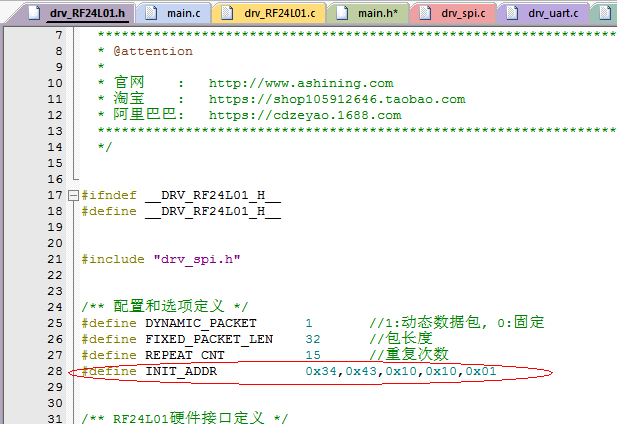 drv_RF24L01.h main.c drv_RF24L01.c main.h* drv_spi.c drv_uart.c
7 ******************************************************************
8 * @attention
9 *
10 * 官网 : http://www.ashining.com
11 * 淘宝 : https://shop105912646.taobao.com
12 * 阿里巴巴: https://cdzeyao.1688.com
13 ******************************************************************
14 */
15
16
17 #ifndef __DRV_RF24L01_H__
18 #define __DRV_RF24L01_H__
19
20
21 #include "drv_spi.h"
22
23
24 /** 配置和选项定义 */
25 #define DYNAMIC_PACKET 1 //1:动态数据包, 0:固定
26 #define FIXED_PACKET_LEN 32 //包长度
27 #define REPEAT_CNT 15 //重复次数
28 #define INIT_ADDR 0x34,0x43,0x10,0x10,0x01
29
30
31 /** RF24L01硬件接口定义 */